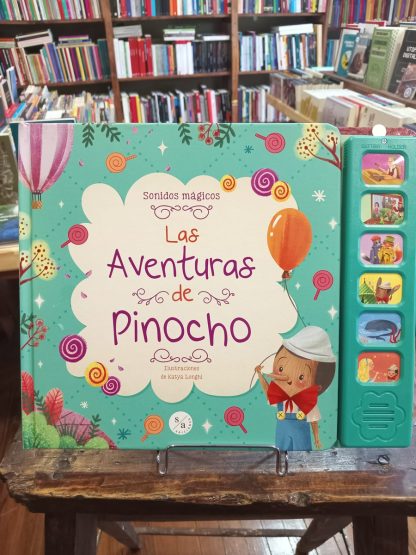 Sonidos mágicos
Las
Aventuras
de
Pinocho
Ilustraciones
de Katya Longhi
s/a